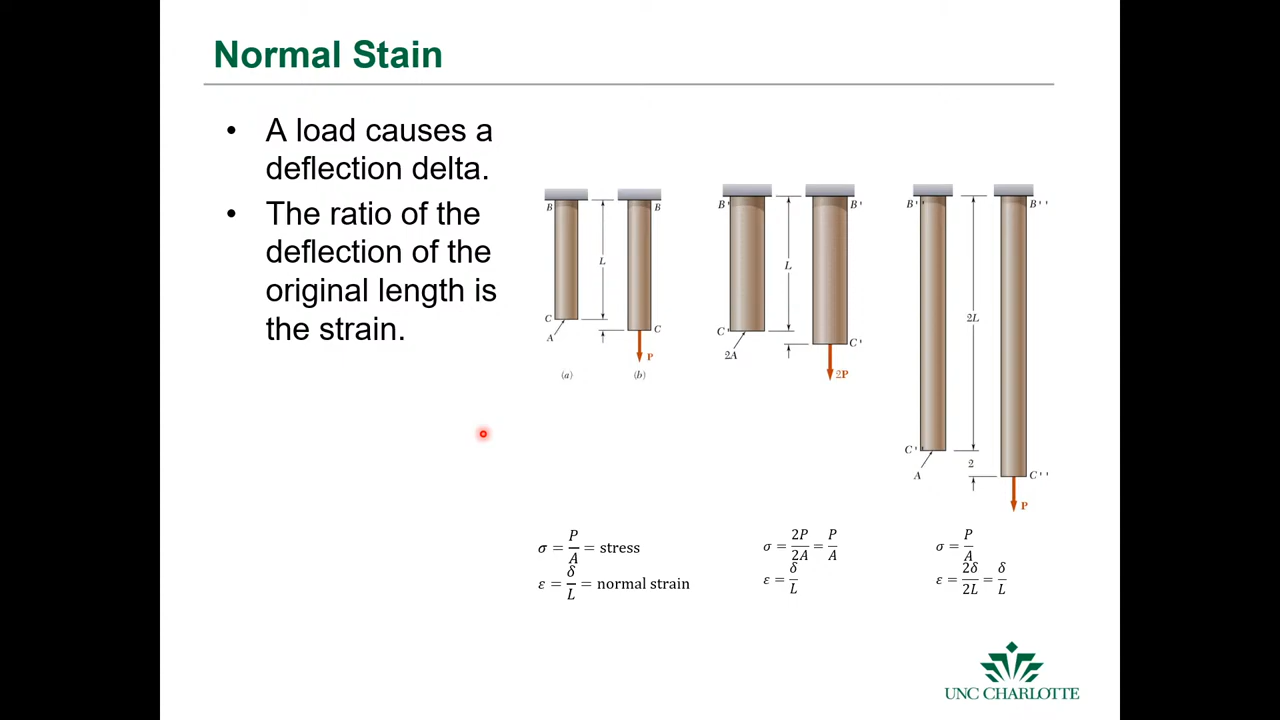 Normal Stain
• A load causes a
deflection delta.
• The ratio of the
deflection of the
original length is
the strain.
B
B
L
C
C
A
P
(a)
(b)
B'
B'
L
C'
C'
2A
2P
B''
B''
2L
C''
2
A
C''
P
σ = P/A = stress
ε = δ/L = normal strain
σ = 2P/2A = P/A
ε = δ/L
σ = P/A
ε = 2δ/2L = δ/L
UNC CHARLOTTE